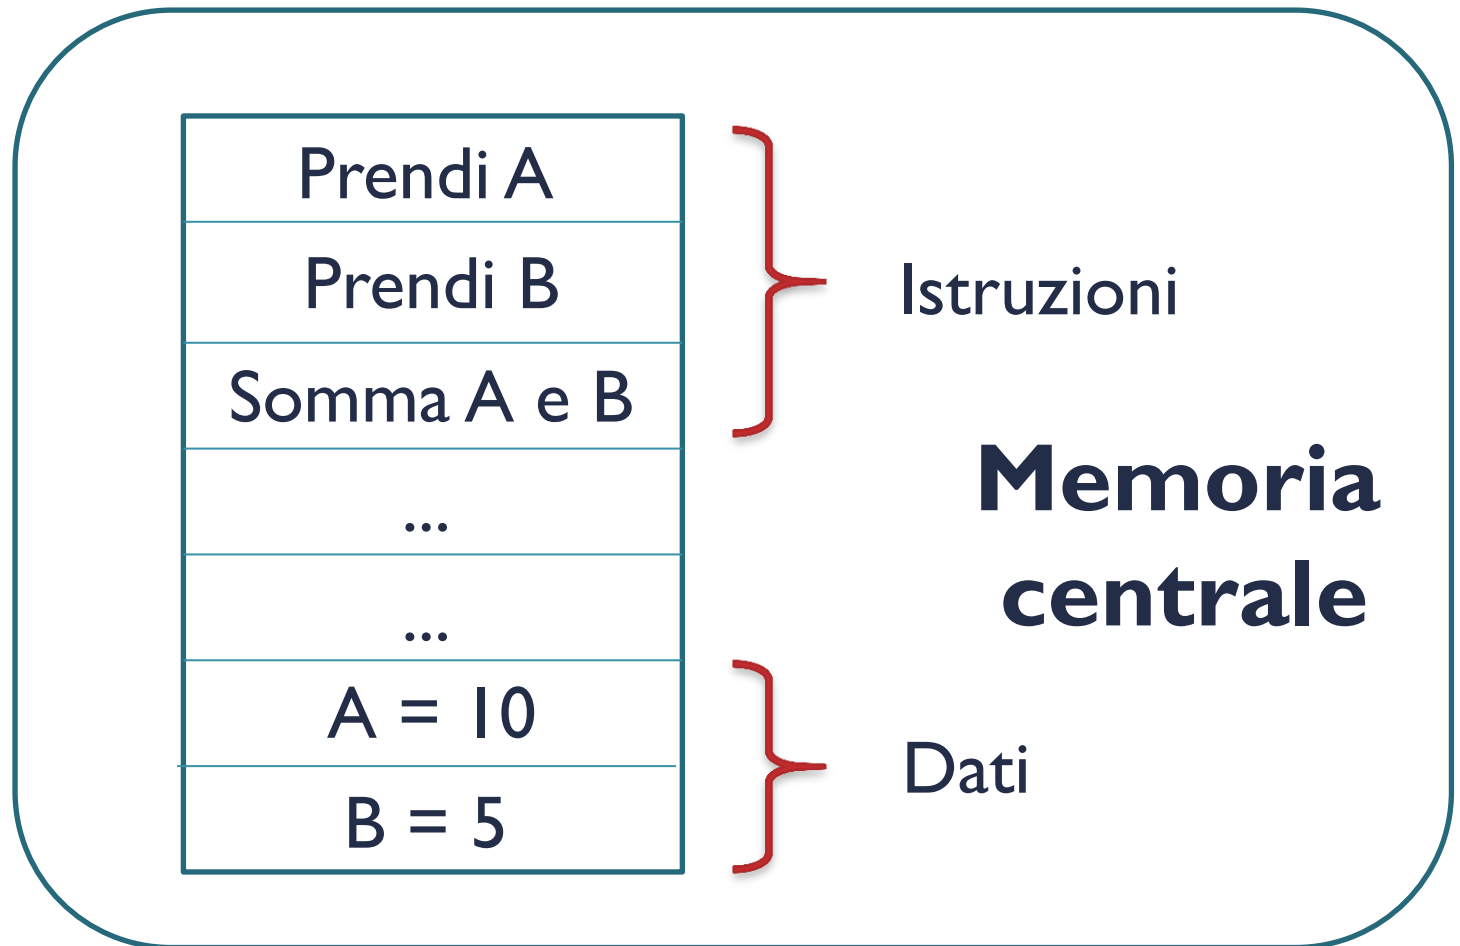 Prendi A
Prendi B
Istruzioni
Somma A e B
Memoria
centrale
...
...
A = 10
Dati
B = 5